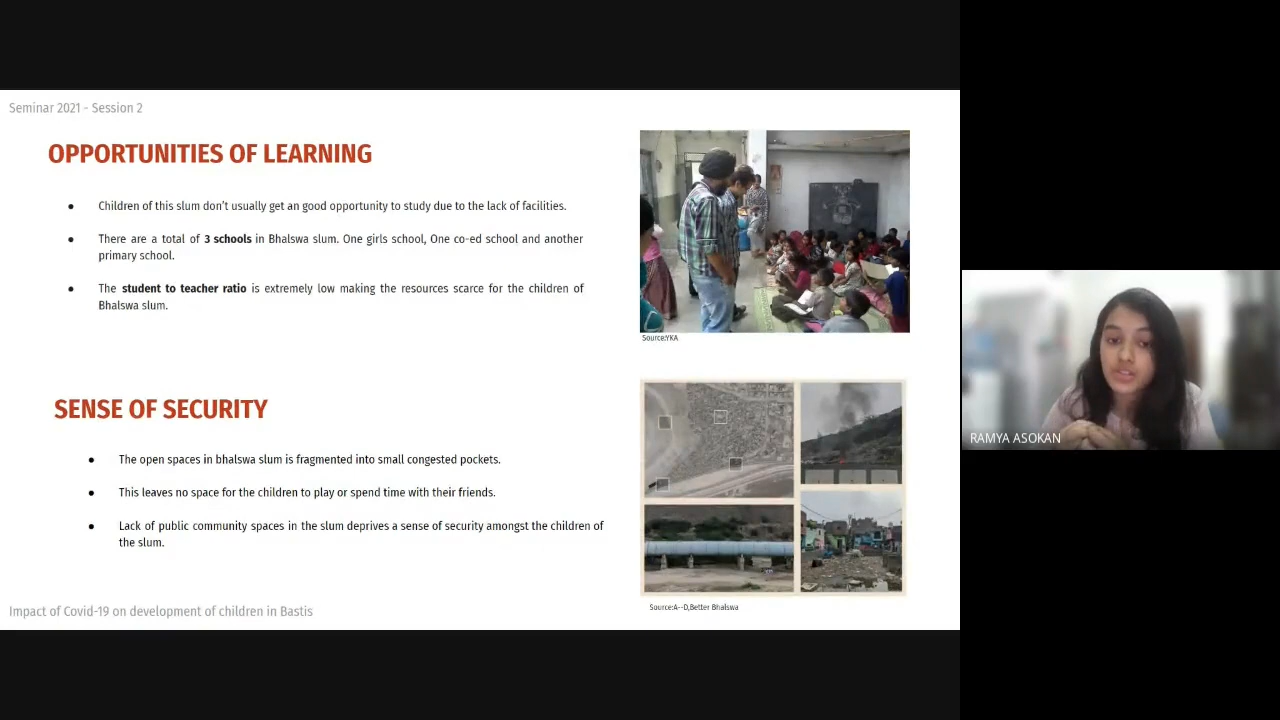 Seminar 2021 - Session 2
OPPORTUNITIES OF LEARNING
● Children of this slum don't usually get an good opportunity to study due to the lack of facilities.
● There are a total of 3 schools in Bhalswa slum. One girls school, One co-ed school and another
primary school.
● The student to teacher ratio is extremely low making the resources scarce for the children of
Bhalswa slum.
Source:YKA
SENSE OF SECURITY
● The open spaces in bhalswa slum is fragmented into small congested pockets.
● This leaves no space for the children to play or spend time with their friends.
● Lack of public community spaces in the slum deprives a sense of security amongst the children of
the slum.
Source:A--D,Better Bhalswa
Impact of Covid-19 on development of children in Bastis
RAMYA ASOKAN